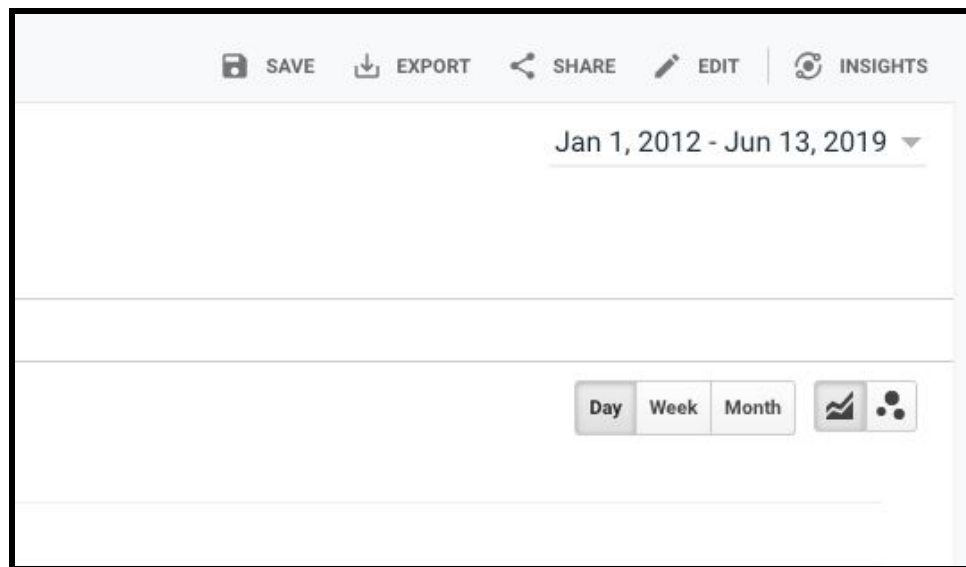 SAVE EXPORT SHARE EDIT INSIGHTS
Jan 1, 2012 - Jun 13, 2019
Day Week Month